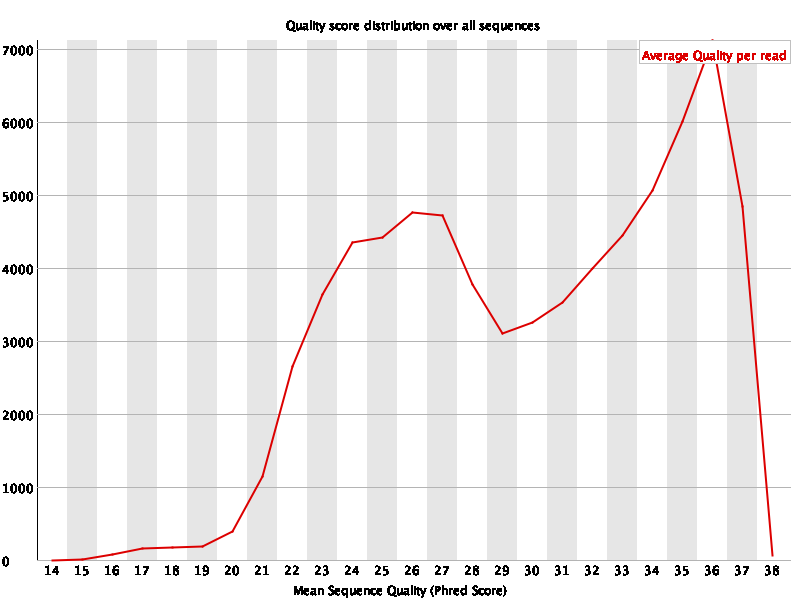 Quality score distribution over all sequences
Average Quality per read
7000
6000
5000
4000
3000
2000
1000
0
14 15 16 17 18 19 20 21 22 23 24 25 26 27 28 29 30 31 32 33 34 35 36 37 38
Mean Sequence Quality (Phred Score)